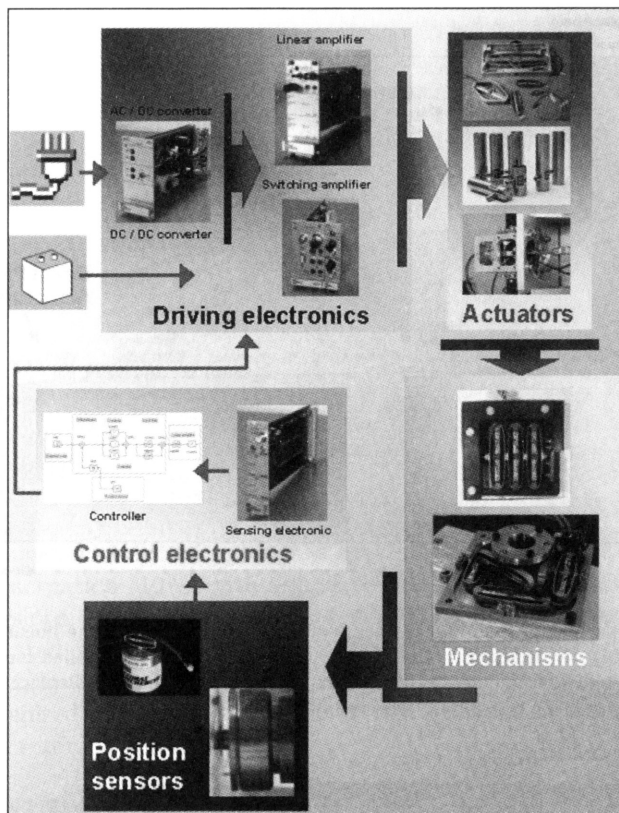 Linear amplifier
AC / DC converter
Switching amplifier
DC / DC converter
Driving electronics
Actuators
Controller
Sensing electronic
Control electronics
Mechanisms
Position
sensors